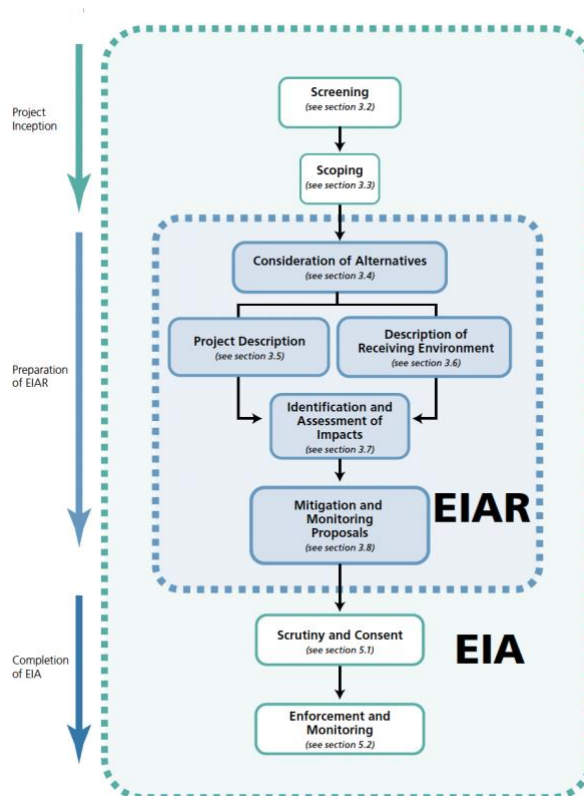 Screening
(see section 3.2)
Project
Inception
Scoping
(see section 3.3)
Consideration of Alternatives
(see section 3.4)
Project Description
(see section 3.5)
Description of
Receiving Environment
(see section 3.6)
Preparation
of EIAR
Identification and
Assessment of
Impacts
(see section 3.7)
Mitigation and
Monitoring
Proposals
(see section 3.8)
EIAR
Scrutiny and Consent
(see section 5.1)
EIA
Completion
of EIA
Enforcement and
Monitoring
(see section 5.2)